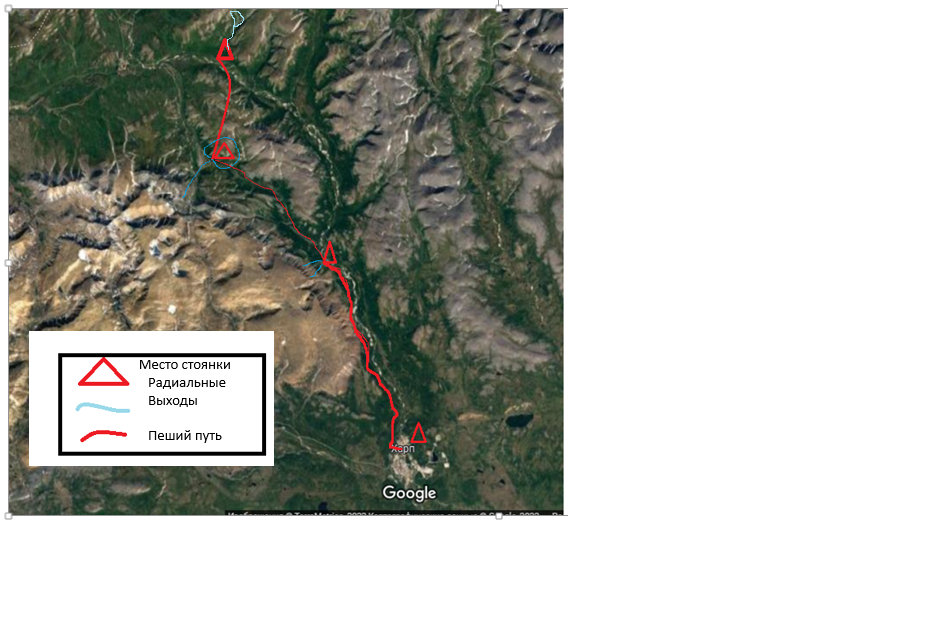 Место стоянки
Радиальные
Выходы
Пеший путь
Харп
Google